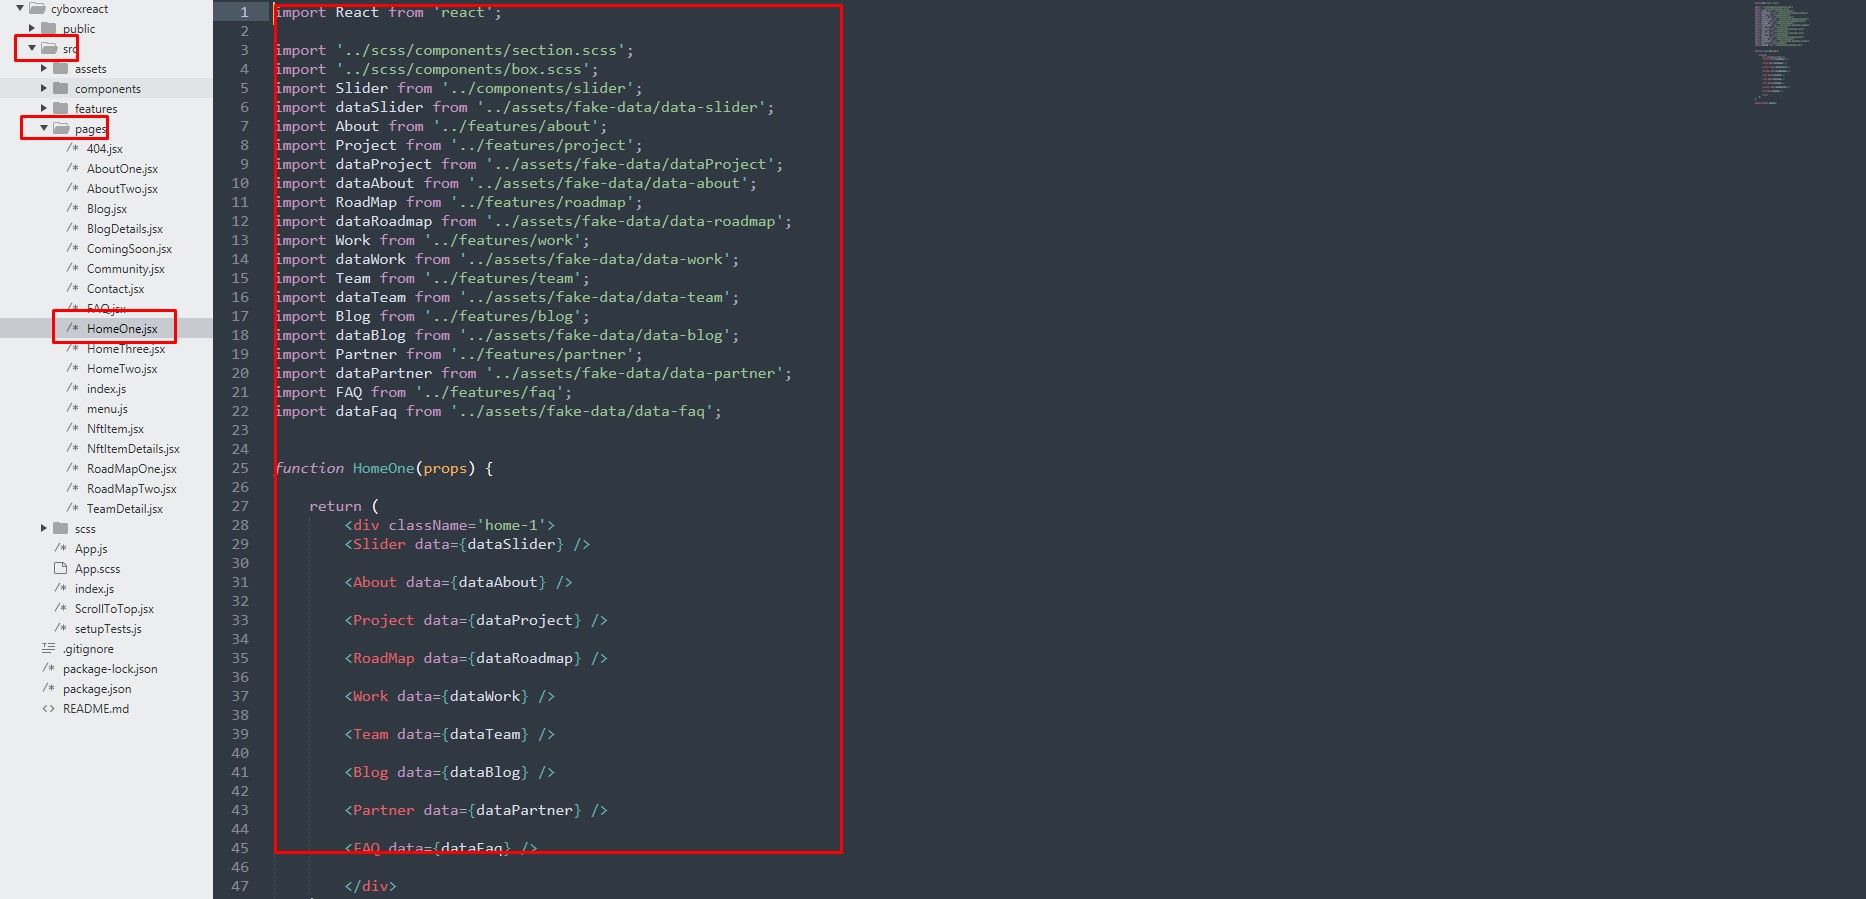 cyboxreact
public
src
assets
components
features
pages
/* 404.jsx
/* AboutOne.jsx
/* AboutTwo.jsx
/* Blog.jsx
/* BlogDetails.jsx
/* ComingSoon.jsx
/* Community.jsx
/* Contact.jsx
/* FAQ.jsx
/* HomeOne.jsx
/* HomeThree.jsx
/* HomeTwo.jsx
/* index.js
/* menu.js
/* NftItem.jsx
/* NftItemDetails.jsx
/* RoadMapOne.jsx
/* RoadMapTwo.jsx
/* TeamDetail.jsx
scss
/* App.js
App.scss
/* index.js
/* ScrollToTop.jsx
/* setupTests.js
.gitignore
/* package-lock.json
/* package.json
<> README.md
1 import React from 'react';
2
3 import '../scss/components/section.scss';
4 import '../scss/components/box.scss';
5 import Slider from '../components/slider';
6 import dataSlider from '../assets/fake-data/data-slider';
7 import About from '../features/about';
8 import Project from '../features/project';
9 import dataProject from '../assets/fake-data/dataProject';
10 import dataAbout from '../assets/fake-data/data-about';
11 import RoadMap from '../features/roadmap';
12 import dataRoadmap from '../assets/fake-data/data-roadmap';
13 import Work from '../features/work';
14 import dataWork from '../assets/fake-data/data-work';
15 import Team from '../features/team';
16 import dataTeam from '../assets/fake-data/data-team';
17 import Blog from '../features/blog';
18 import dataBlog from '../assets/fake-data/data-blog';
19 import Partner from '../features/partner';
20 import dataPartner from '../assets/fake-data/data-partner';
21 import FAQ from '../features/faq';
22 import dataFaq from '../assets/fake-data/data-faq';
23
24
25 function HomeOne(props) {
26
27 return (
28 <div className='home-1'>
29 <Slider data={dataSlider} />
30
31 <About data={dataAbout} />
32
33 <Project data={dataProject} />
34
35 <RoadMap data={dataRoadmap} />
36
37 <Work data={dataWork} />
38
39 <Team data={dataTeam} />
40
41 <Blog data={dataBlog} />
42
43 <Partner data={dataPartner} />
44
45 <FAQ data={dataFaq} />
46
47 </div>